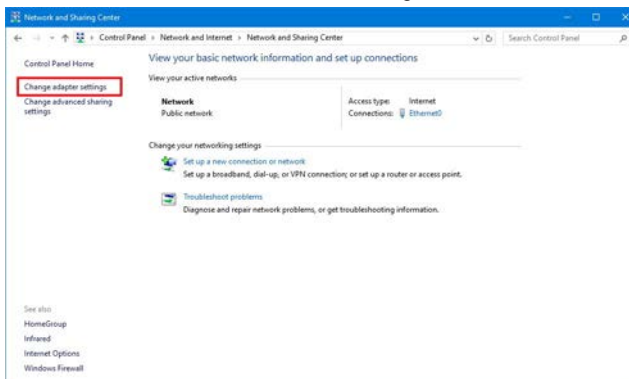 Network and Sharing Center
Control Panel › Network and Internet › Network and Sharing Center
Search Control Panel
Control Panel Home
Change adapter settings
Change advanced sharing
settings
View your basic network information and set up connections
View your active networks
Network
Public network
Access type: Internet
Connections: Ethernet0
Change your networking settings
Set up a new connection or network
Set up a broadband, dial-up, or VPN connection; or set up a router or access point.
Troubleshoot problems
Diagnose and repair network problems, or get troubleshooting information.
See also
HomeGroup
Infrared
Internet Options
Windows Firewall